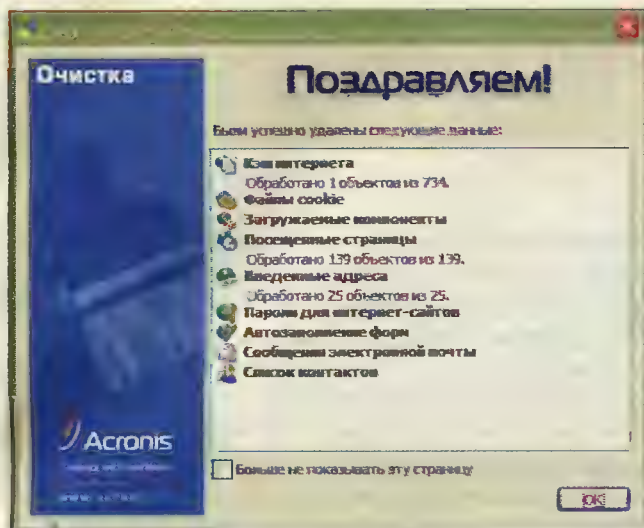 Очистка
Поздравляем!
Были успешно удалены следующие данные:
Кэш интернета
Обработано 1 объектов из 734.
Файлы cookie
Загружаемые компоненты
Посещенные страницы
Обработано 139 объектов из 139.
Введенные адреса
Обработано 25 объектов из 25.
Пароли для интернет-сайтов
Автозаполнение форм
Сообщения электронной почты
Список контактов
Acronis
Больше не показывать эту страницу
OK